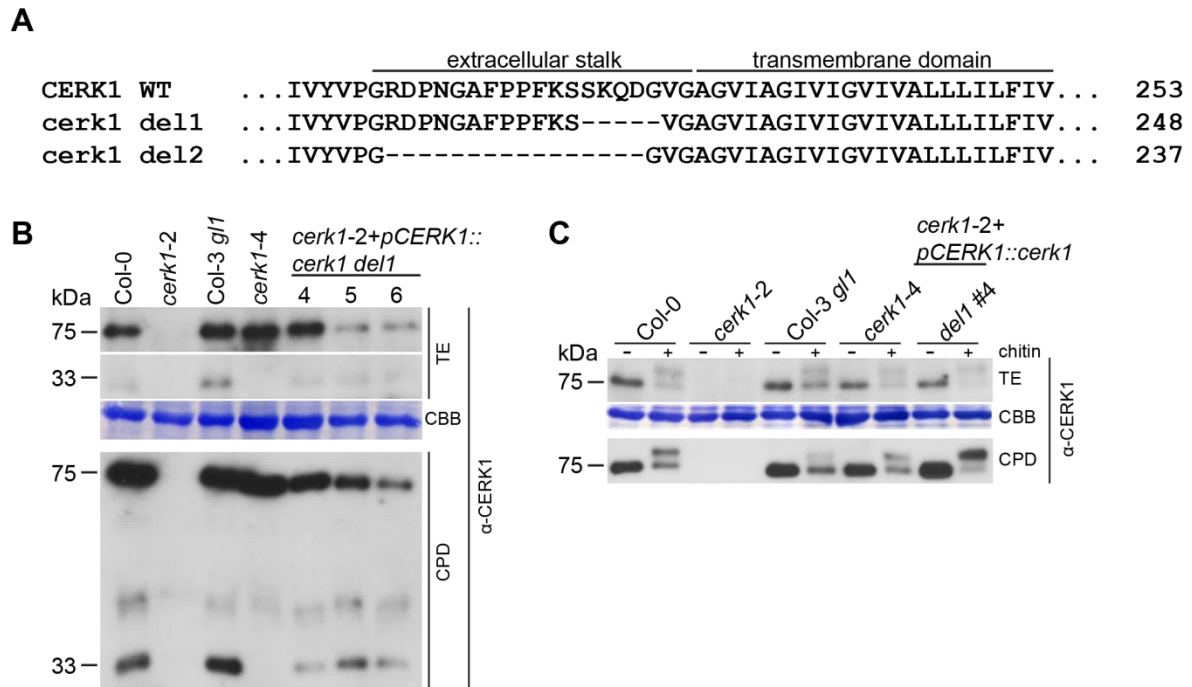 A
extracellular stalk transmembrane domain
CERK1 WT ...IVYVPGRDPNGAFPPFKSSKQDGVGAGVIAGIVIGVIVALLLILFIV... 253
cerk1 del1 ...IVYVPGRDPNGAFPPFKS-----VGAGVIAGIVIGVIVALLLILFIV... 248
cerk1 del2 ...IVYVPG----------------GVGAGVIAGIVIGVIVALLLILFIV... 237
B
Col-0
cerk1-2
Col-3 gl1
cerk1-4
cerk1-2+pCERK1::
cerk1 del1
4 5 6
kDa
75
33
TE
CBB
75
33
CPD
α-CERK1
C
cerk1-2+
pCERK1::cerk1
Col-0
cerk1-2
Col-3 gl1
cerk1-4
del1 #4
kDa
- + - + - + - + - + chitin
75
TE
CBB
75
CPD
α-CERK1